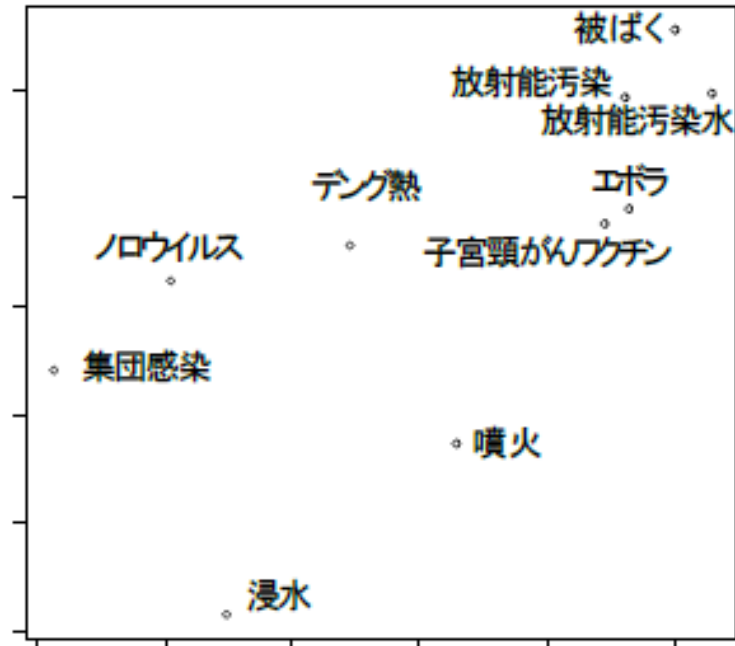 被ばく
放射能汚染
放射能汚染水
デング熱
エボラ
ノロウイルス
子宮頸がんワクチン
集団感染
噴火
浸水